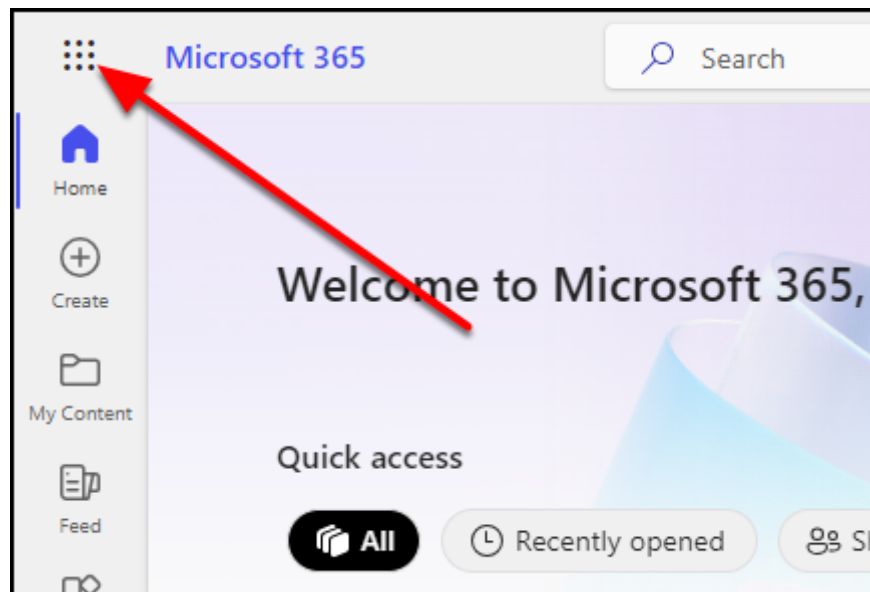 Microsoft 365
Search
Home
Create
My Content
Feed
Welcome to Microsoft 365,
Quick access
All
Recently opened